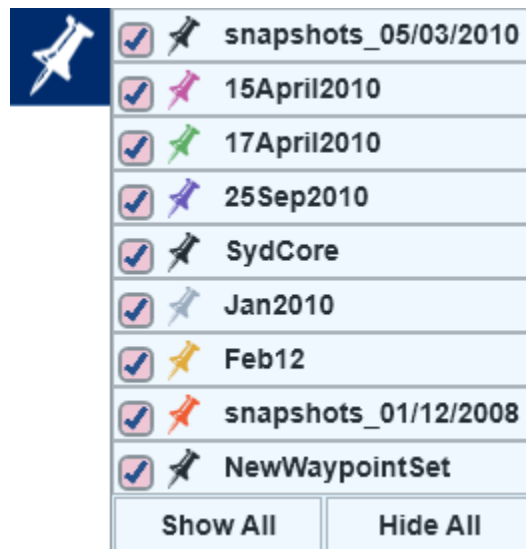 snapshots_05/03/2010
15April2010
17April2010
25Sep2010
SydCore
Jan2010
Feb12
snapshots_01/12/2008
NewWaypointSet
Show All Hide All